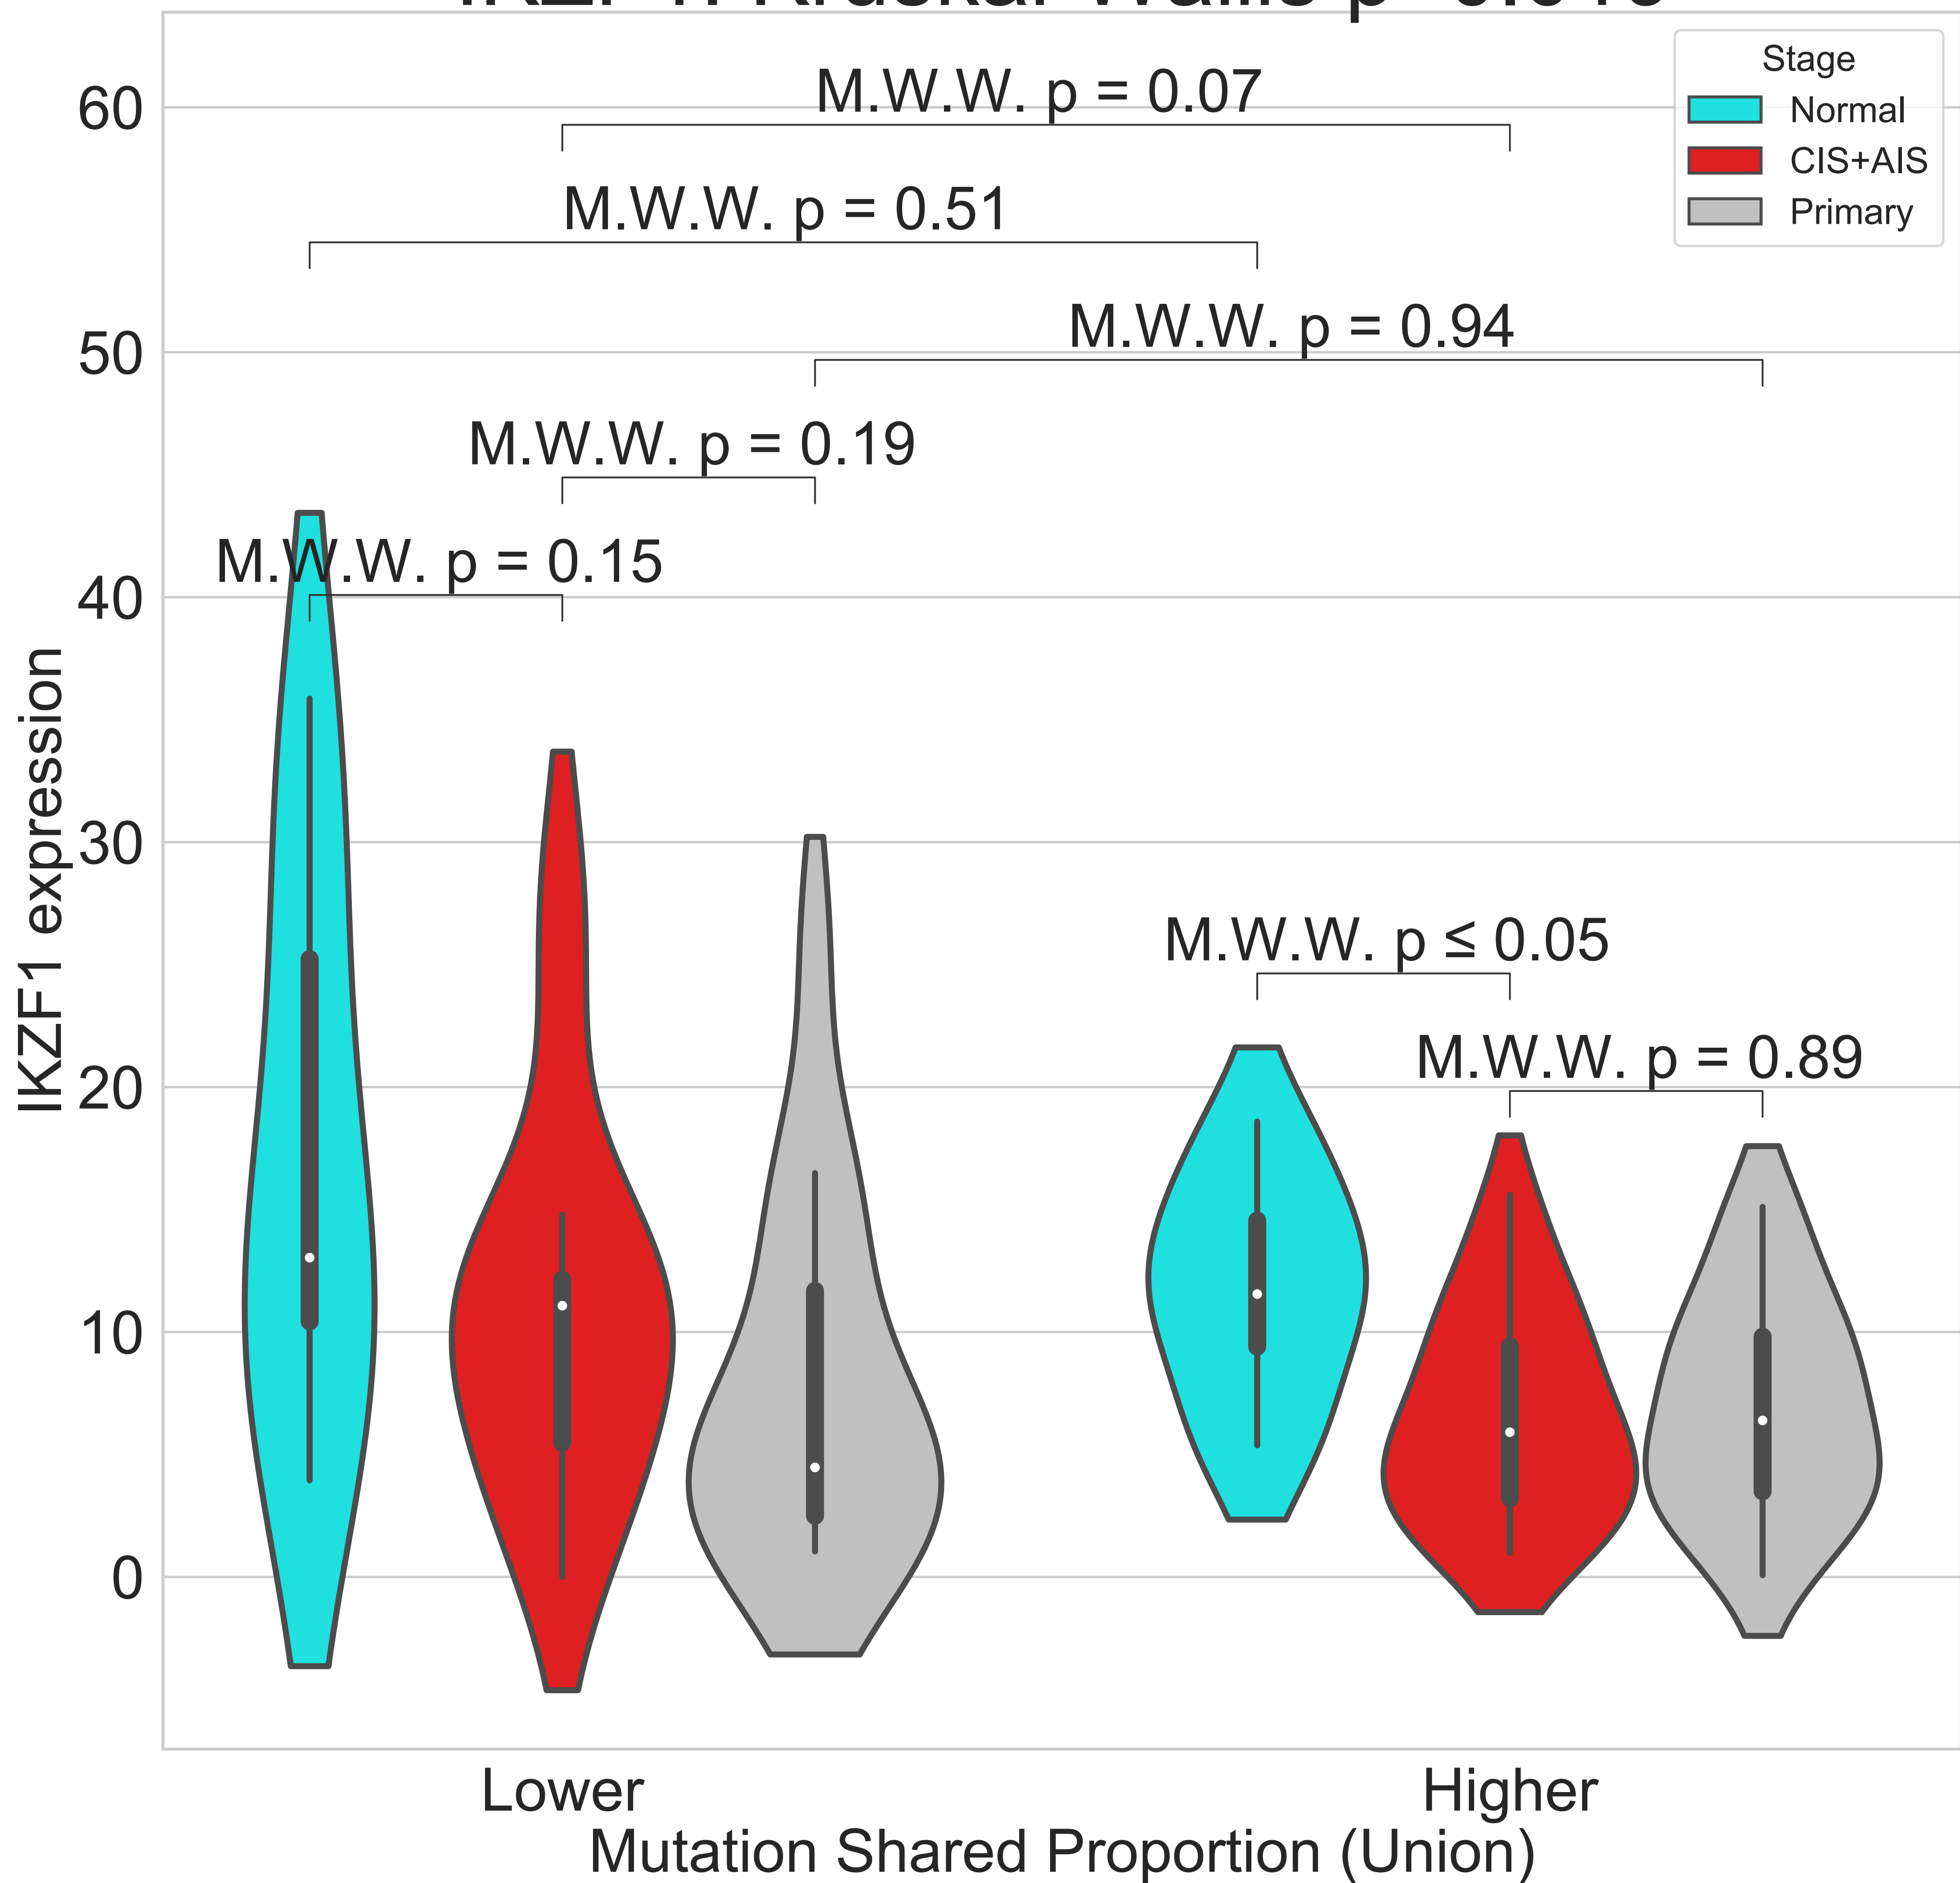 Stage
Normal
CIS+AIS
Primary
M.W.W. p = 0.07
M.W.W. p = 0.51
M.W.W. p = 0.94
M.W.W. p = 0.19
M.W.W. p = 0.15
M.W.W. p ≤ 0.05
M.W.W. p = 0.89
60
50
40
30
20
10
0
IKZF1 expression
Lower
Higher
Mutation Shared Proportion (Union)